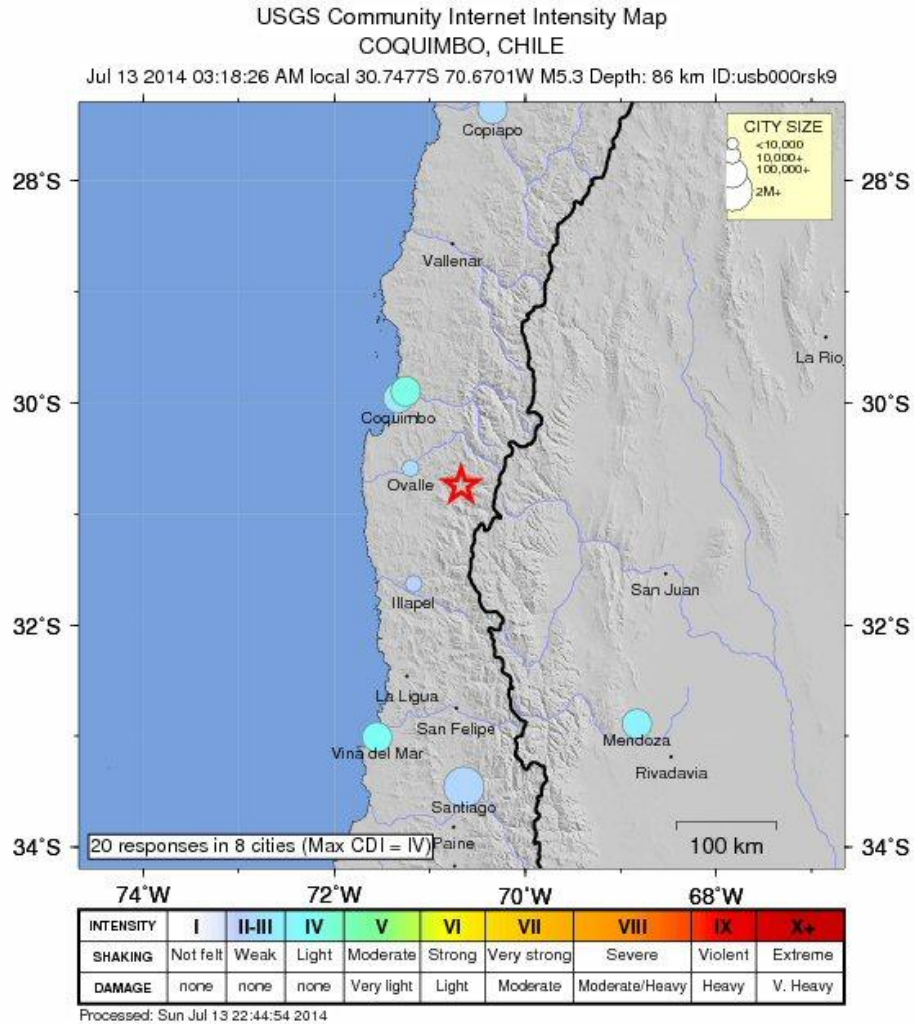 USGS Community Internet Intensity Map
COQUIMBO, CHILE
Jul 13 2014 03:18:26 AM local 30.7477S 70.6701W M5.3 Depth: 86 km ID:usb000rsk9
CITY SIZE
<10,000
10,000+
100,000+
2M+
Copiapo
28°S 28°S
Vallenar
La Rio
30°S 30°S
Coquimbo
Ovalle
San Juan
Illapel
32°S 32°S
La Ligua
San Felipe
Mendoza
Vina del Mar
Rivadavia
Santiago
Paine
100 km
20 responses in 8 cities (Max CDI = IV)
34°S 34°S
74°W 72°W 70°W 68°W
INTENSITY I II-III IV V VI VII VIII IX X+
SHAKING Not felt Weak Light Moderate Strong Very strong Severe Violent Extreme
DAMAGE none none none Very light Light Moderate Moderate/Heavy Heavy V. Heavy
Processed: Sun Jul 13 22:44:54 2014